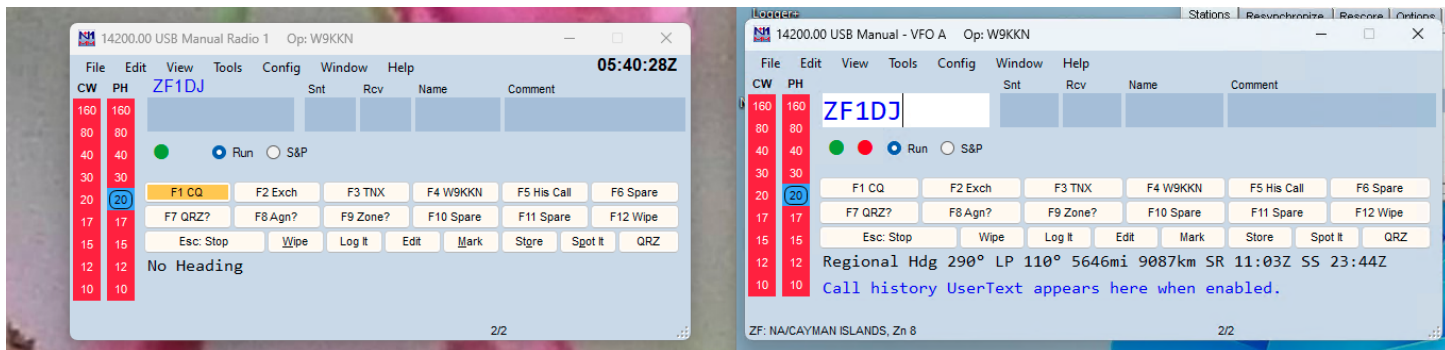 14200.00 USB Manual Radio 1 Op: W9KKN
File Edit View Tools Config Window Help 05:40:28Z
CW PH ZF1DJ Snt Rcv Name Comment
160 160
80 80
40 40 Run S&P
30 30
20 20 F1 CQ F2 Exch F3 TNX F4 W9KKN F5 His Call F6 Spare
17 17 F7 QRZ? F8 Agn? F9 Zone? F10 Spare F11 Spare F12 Wipe
15 15 Esc: Stop Wipe Log It Edit Mark Store Spot It QRZ
12 12 No Heading
10 10
2/2
Logger+ Stations Resynchronize Rescore Options
14200.00 USB Manual - VFO A Op: W9KKN
File Edit View Tools Config Window Help
CW PH Snt Rcv Name Comment
160 160 ZF1DJ
80 80
40 40 Run S&P
30 30
20 20 F1 CQ F2 Exch F3 TNX F4 W9KKN F5 His Call F6 Spare
17 17 F7 QRZ? F8 Agn? F9 Zone? F10 Spare F11 Spare F12 Wipe
15 15 Esc: Stop Wipe Log It Edit Mark Store Spot It QRZ
12 12 Regional Hdg 290° LP 110° 5646mi 9087km SR 11:03Z SS 23:44Z
10 10 Call history UserText appears here when enabled.
ZF: NA/CAYMAN ISLANDS, Zn 8 2/2